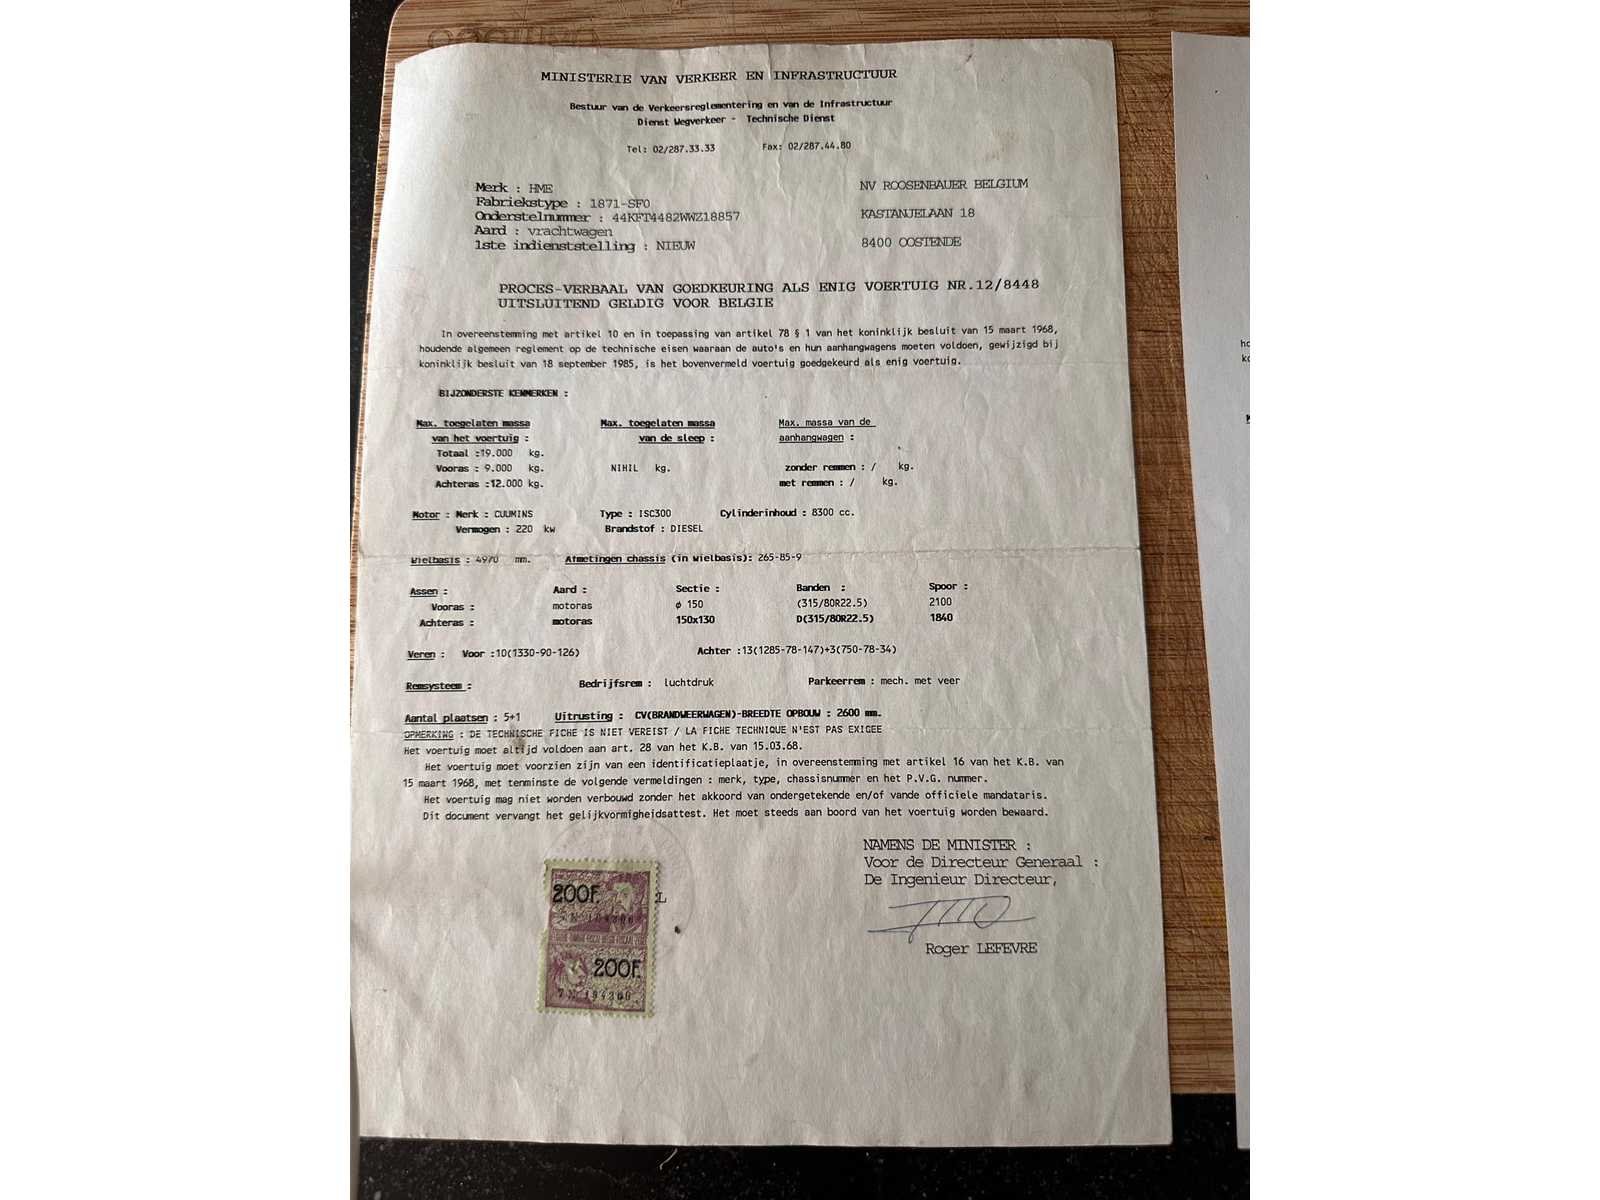 MINISTERIE VAN VERKEER EN INFRASTRUCTUUR
Bestuur van de Verkeersreglementering en van de Infrastructuur
Dienst Wegverkeer - Technische Dienst
Tel: 02/287.33.33 Fax: 02/287.44.80
Merk : HME
Fabriekstype : 1871-SFO
Onderstelnummer : 44KFT4482WWZ18857
Aard : vrachtwagen
1ste indienststelling : NIEUW
NV ROOSENBAUER BELGIUM
KASTANJELAAN 18
8400 OOSTENDE
PROCES-VERBAAL VAN GOEDKEURING ALS ENIG VOERTUIG NR.12/8448
UITSLUITEND GELDIG VOOR BELGIE
In overeenstemming met artikel 10 en in toepassing van artikel 78 § 1 van het koninklijk besluit van 15 maart 1968,
houdende algemeen reglement op de technische eisen waaraan de auto's en hun aanhangwagens moeten voldoen, gewijzigd bij
koninklijk besluit van 18 september 1985, is het bovenvermeld voertuig goedgekeurd als enig voertuig.
BIJZONDERSTE KENMERKEN :
Max. toegelaten massa Max. toegelaten massa Max. massa van de
van het voertuig : van de sleep : aanhangwagen :
Totaal :19.000 kg.
Vooras : 9.000 kg. NIHIL kg. zonder remmen : / kg.
Achteras :12.000 kg. met remmen : / kg.
Motor : Merk : CUUMINS Type : ISC300 Cylinderinhoud : 8300 cc.
Vermogen : 220 kw Brandstof : DIESEL
Wielbasis : 4970 mm. Afmetingen chassis (in wielbasis): 265-85-9
Assen : Aard : Sectie : Banden : Spoor :
Vooras : motoras ø 150 (315/80R22.5) 2100
Achteras : motoras 150x130 D(315/80R22.5) 1840
Veren : Voor :10(1330-90-126) Achter :13(1285-78-147)+3(750-78-34)
Remsysteem : Bedrijfsrem : luchtdruk Parkeerrem : mech. met veer
Aantal plaatsen : 5+1 Uitrusting : CV(BRANDWEERWAGEN)-BREEDTE OPBOUW : 2600 mm.
OPMERKING : DE TECHNISCHE FICHE IS NIET VEREIST / LA FICHE TECHNIQUE N'EST PAS EXIGEE
Het voertuig moet altijd voldoen aan art. 28 van het K.B. van 15.03.68.
Het voertuig moet voorzien zijn van een identificatieplaatje, in overeenstemming met artikel 16 van het K.B. van
15 maart 1968, met tenminste de volgende vermeldingen : merk, type, chassisnummer en het P.V.G. nummer.
Het voertuig mag niet worden verbouwd zonder het akkoord van ondergetekende en/of vande officiele mandataris.
Dit document vervangt het gelijkvormigheidsattest. Het moet steeds aan boord van het voertuig worden bewaard.
NAMENS DE MINISTER :
Voor de Directeur Generaal :
De Ingenieur Directeur,
Roger LEFEVRE
200F.
200F.